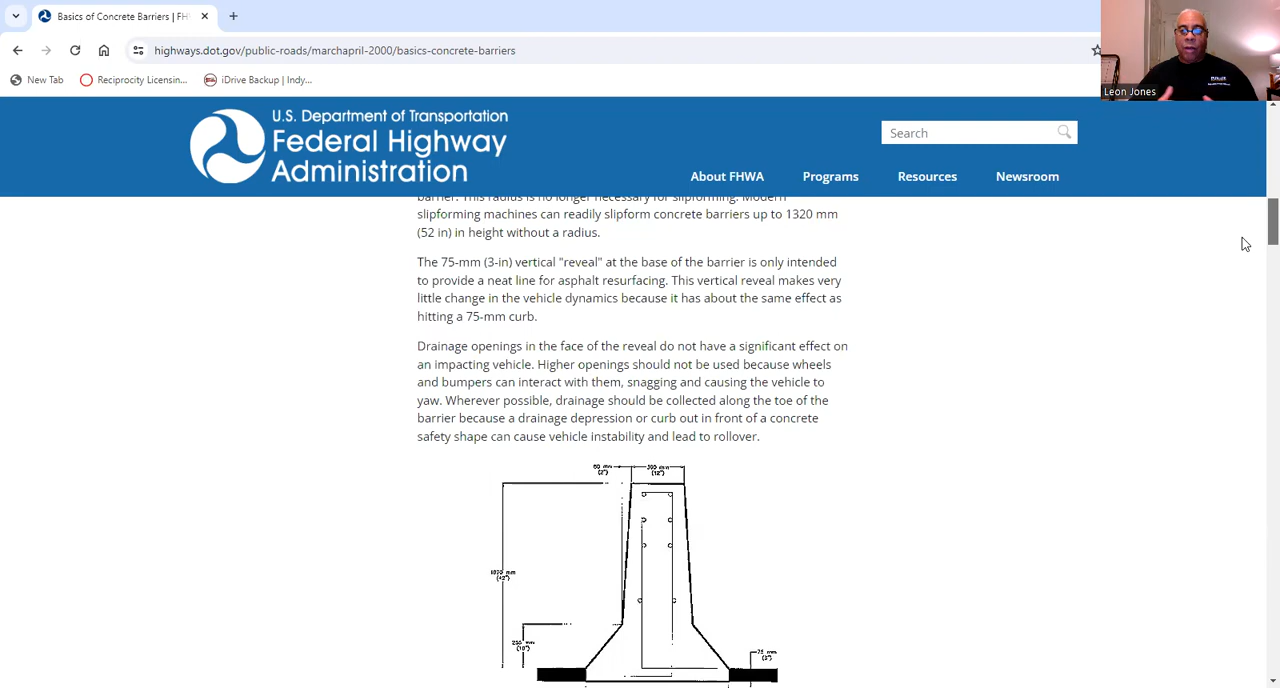 Basics of Concrete Barriers | FH
highways.dot.gov/public-roads/marchapril-2000/basics-concrete-barriers
New Tab
Reciprocity Licensin...
iDrive Backup | Indy...
Leon Jones
U.S. Department of Transportation
Federal Highway
Administration
Search
About FHWA
Programs
Resources
Newsroom
barrier. This radius is no longer necessary for slipforming. Modern
slipforming machines can readily slipform concrete barriers up to 1320 mm
(52 in) in height without a radius.
The 75-mm (3-in) vertical "reveal" at the base of the barrier is only intended
to provide a neat line for asphalt resurfacing. This vertical reveal makes very
little change in the vehicle dynamics because it has about the same effect as
hitting a 75-mm curb.
Drainage openings in the face of the reveal do not have a significant effect on
an impacting vehicle. Higher openings should not be used because wheels
and bumpers can interact with them, snagging and causing the vehicle to
yaw. Wherever possible, drainage should be collected along the toe of the
barrier because a drainage depression or curb out in front of a concrete
safety shape can cause vehicle instability and lead to rollover.
mm
(2")
mm
(12")
mm
mm
(10")
75 mm